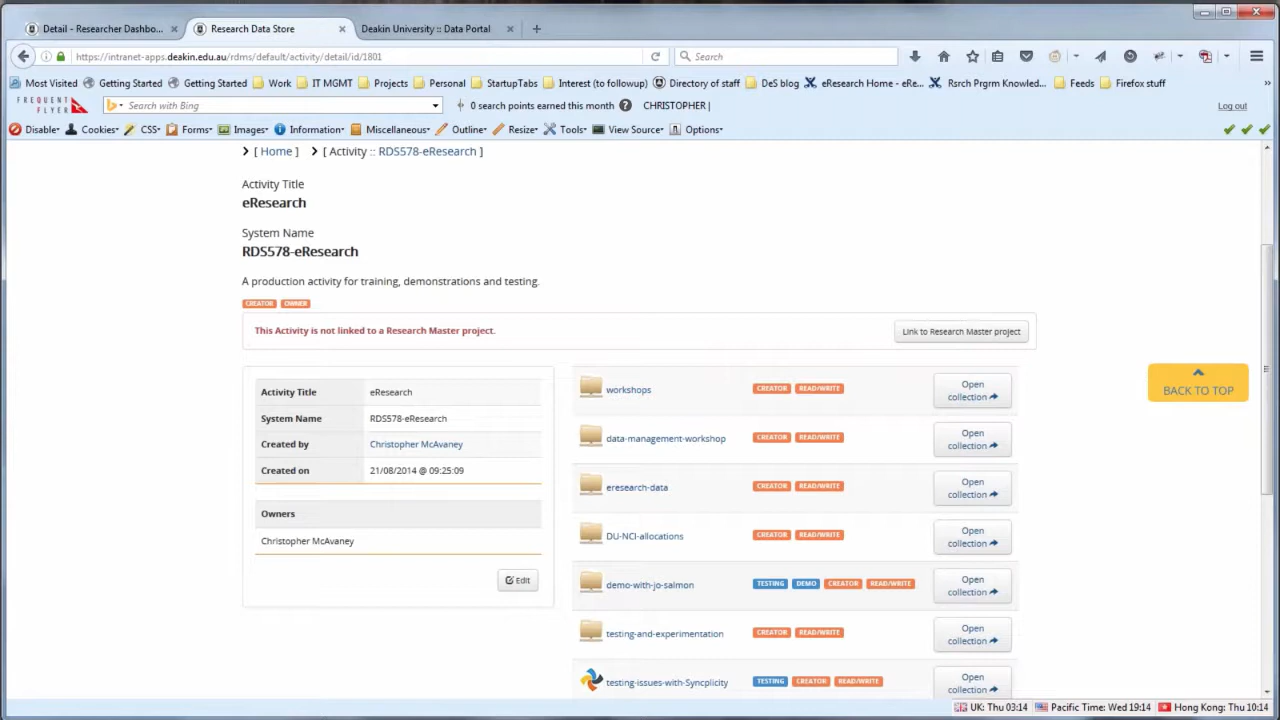 Detail - Researcher Dashbo...
Research Data Store
Deakin University :: Data Portal
https://intranet-apps.deakin.edu.au/rdms/default/activity/detail/id/1801
Search
Most Visited Getting Started Getting Started Work IT MGMT Projects Personal StartupTabs Interest (to followup) Directory of staff DeS blog eResearch Home - eRe... Rsrch Prgrm Knowled... Feeds Firefox stuff
FREQUENT FLYER
Search with Bing
0 search points earned this month
CHRISTOPHER |
Log out
Disable Cookies CSS Forms Images Information Miscellaneous Outline Resize Tools View Source Options
[ Home ] [ Activity :: RDS578-eResearch ]
Activity Title
eResearch
System Name
RDS578-eResearch
A production activity for training, demonstrations and testing.
CREATOR OWNER
This Activity is not linked to a Research Master project.
Link to Research Master project
Activity Title eResearch
System Name RDS578-eResearch
Created by Christopher McAvaney
Created on 21/08/2014 @ 09:25:09
Owners
Christopher McAvaney
Edit
workshops CREATOR READ/WRITE Open collection
data-management-workshop CREATOR READ/WRITE Open collection
eresearch-data CREATOR READ/WRITE Open collection
DU-NCI-allocations CREATOR READ/WRITE Open collection
demo-with-jo-salmon TESTING DEMO CREATOR READ/WRITE Open collection
testing-and-experimentation CREATOR READ/WRITE Open collection
testing-issues-with-Syncplicity TESTING CREATOR READ/WRITE Open collection
BACK TO TOP
UK: Thu 03:14 Pacific Time: Wed 19:14 Hong Kong: Thu 10:14